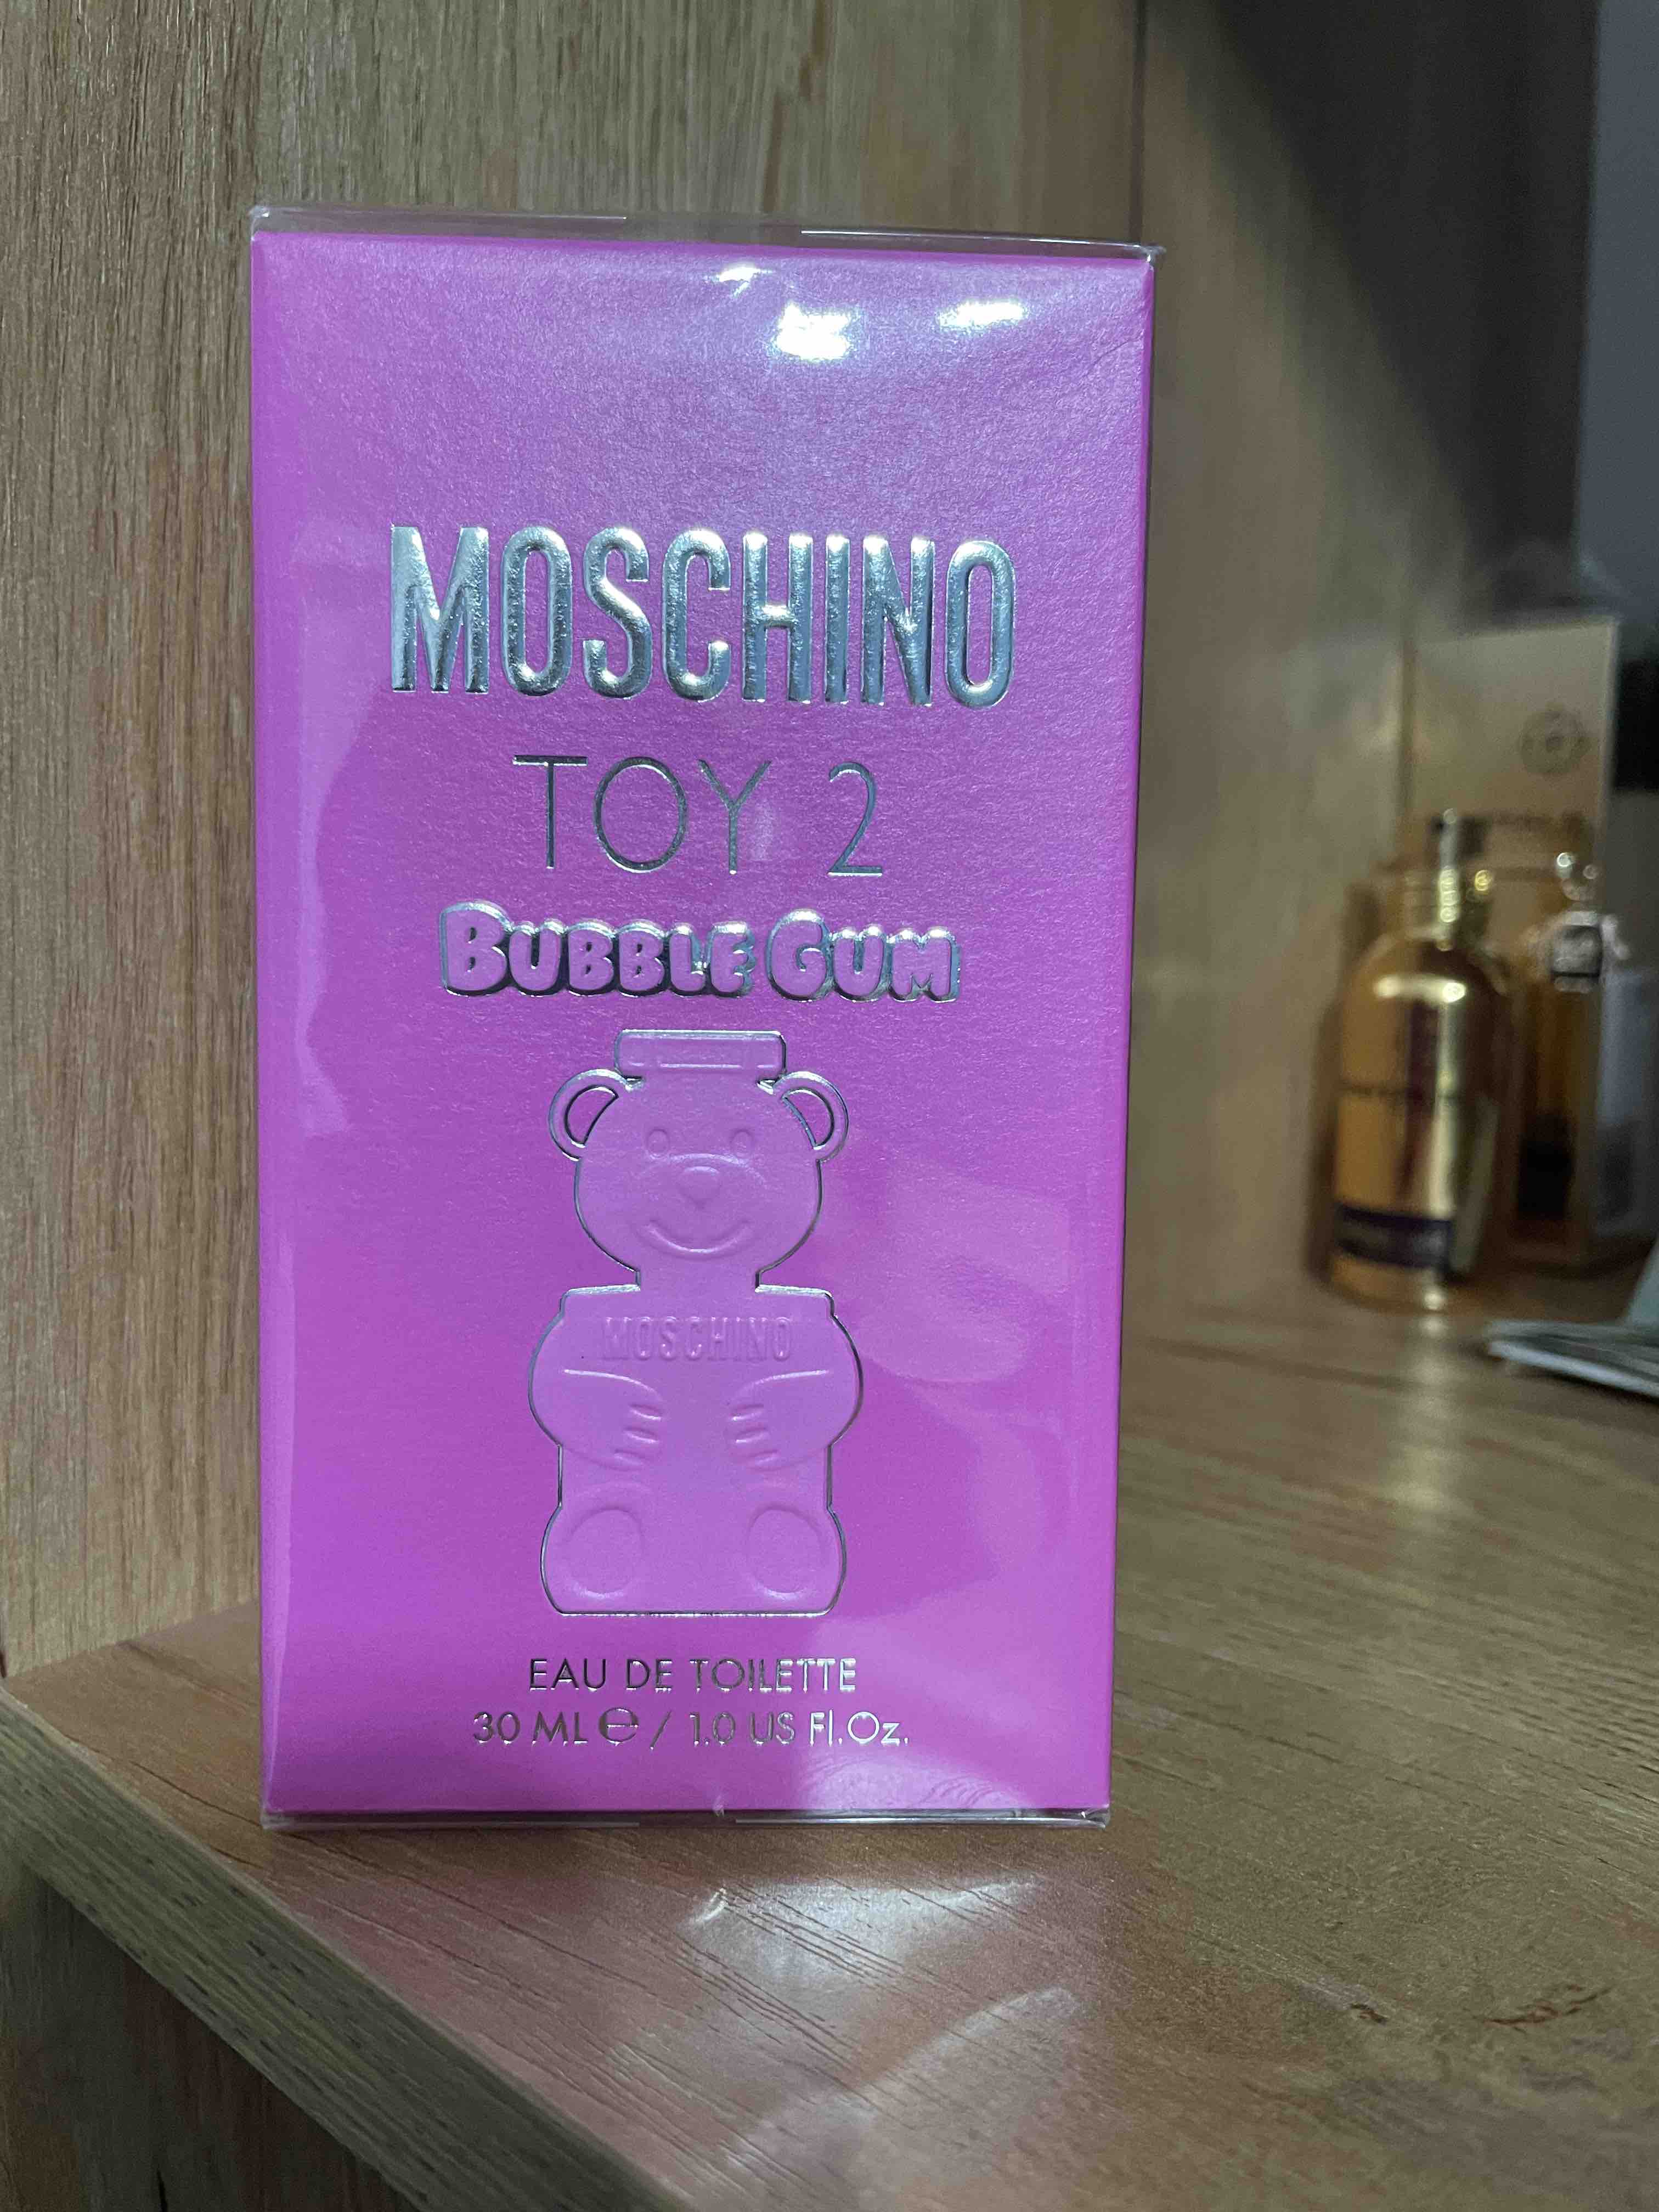 MOSCHINO
TOY 2
BUBBLE GUM
MOSCHINO
EAU DE TOILETTE
30 ML ℮ / 1.0 US Fl.Oz.